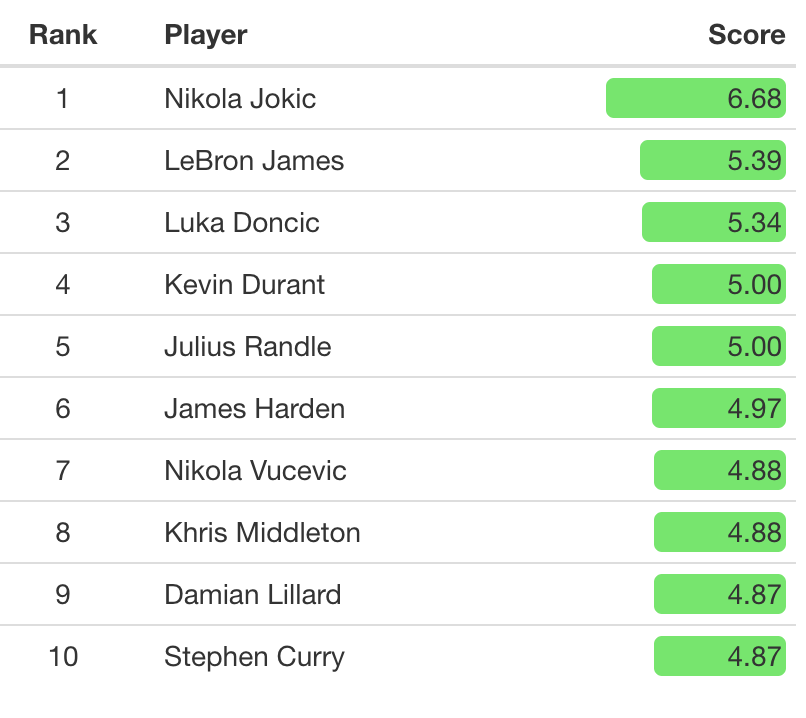 Rank Player Score
1 Nikola Jokic 6.68
2 LeBron James 5.39
3 Luka Doncic 5.34
4 Kevin Durant 5.00
5 Julius Randle 5.00
6 James Harden 4.97
7 Nikola Vucevic 4.88
8 Khris Middleton 4.88
9 Damian Lillard 4.87
10 Stephen Curry 4.87